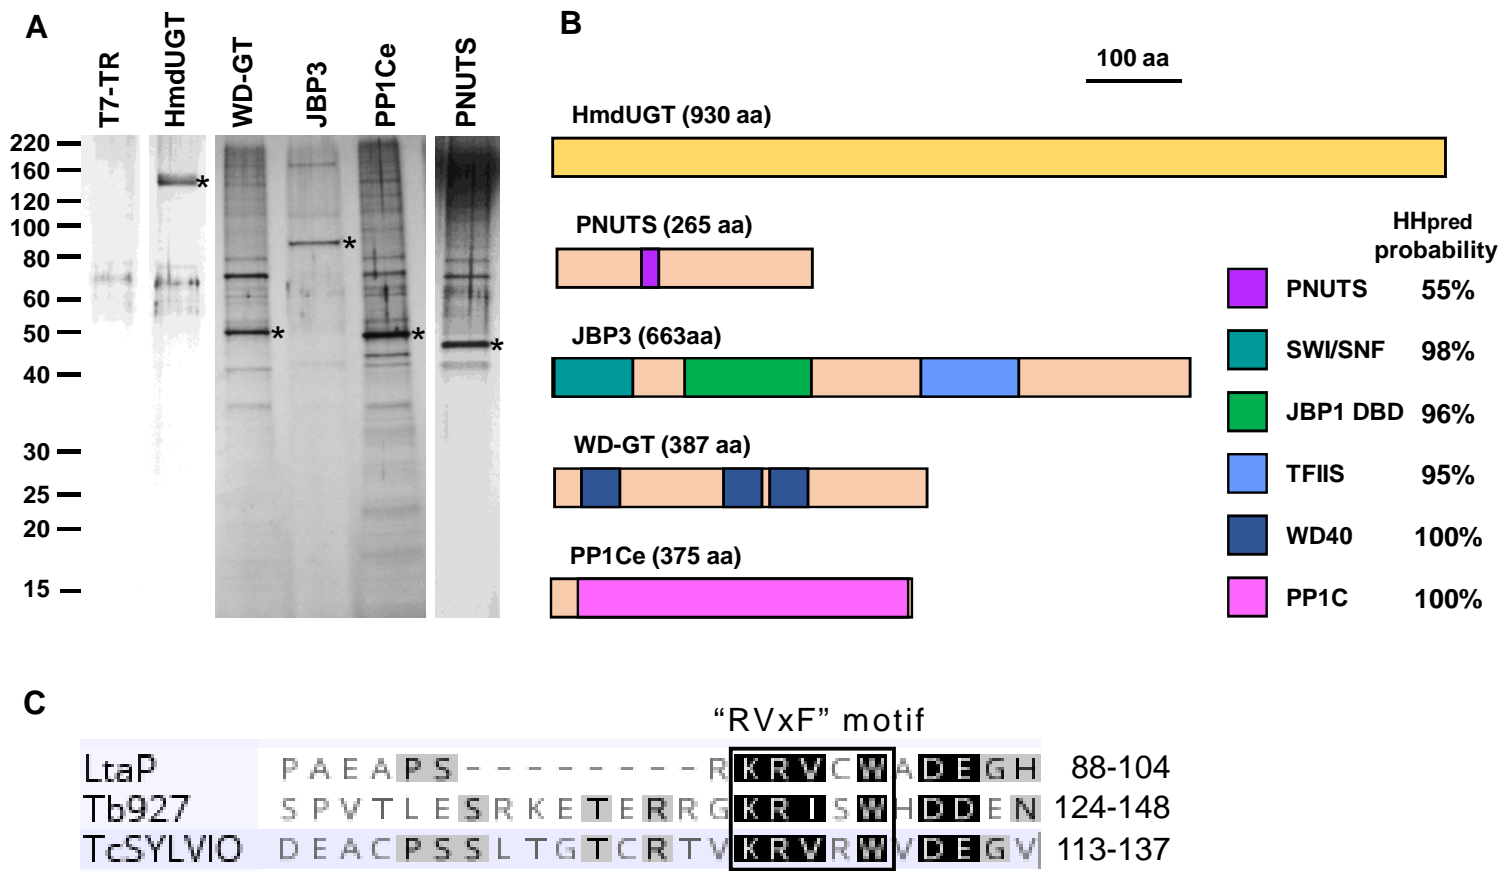 A
B
T7-TR
HmdUGT
WD-GT
JBP3
PP1Ce
PNUTS
220
160
120
100
80
60
50
40
30
25
20
15
*
*
*
*
*
100 aa
HmdUGT (930 aa)
PNUTS (265 aa)
JBP3 (663aa)
WD-GT (387 aa)
PP1Ce (375 aa)
HHpred
probability
PNUTS 55%
SWI/SNF 98%
JBP1 DBD 96%
TFIIS 95%
WD40 100%
PP1C 100%
C
“RVxF” motif
LtaP PAEAPS--------RKRVCWADEGH 88-104
Tb927 SPVTLESRKETERRGKRISWHDDEN 124-148
TcSYLVIO DEACPSSLTGTCRTVKRVRWVDEGV 113-137